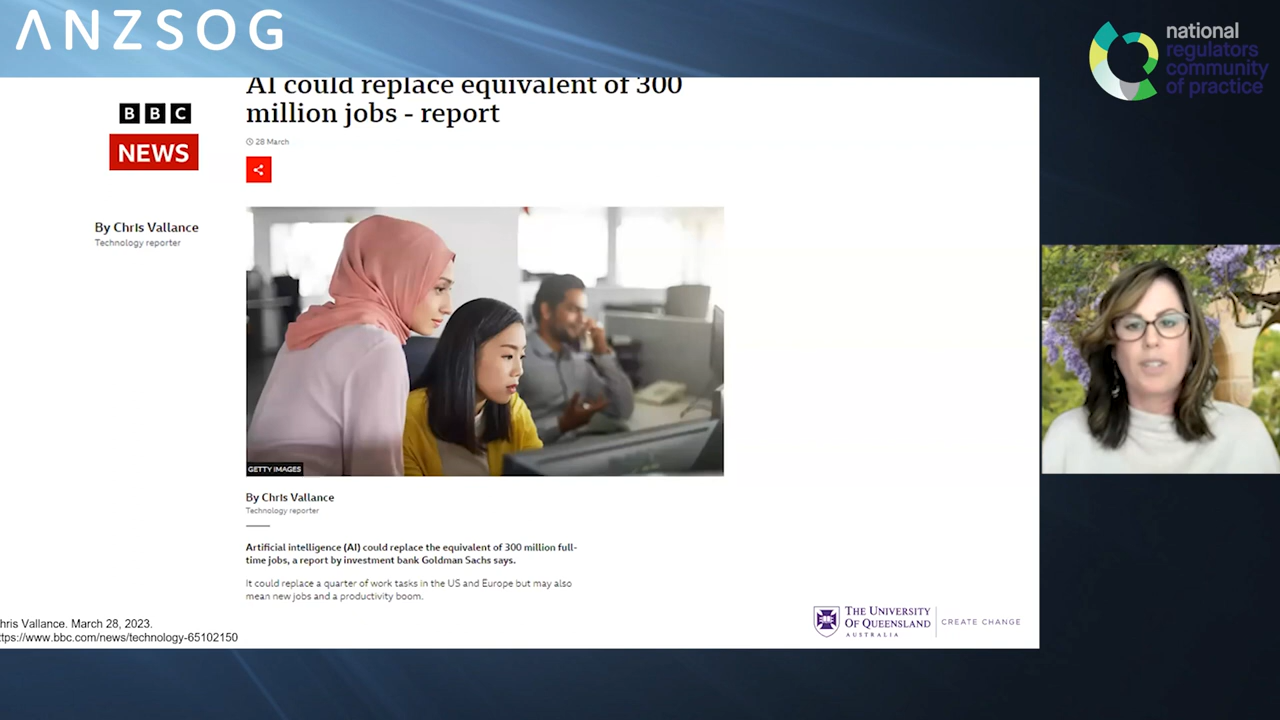 ANZSOG
national
regulators
community
of practice
AI could replace equivalent of 300
million jobs - report
BBC
NEWS
28 March
By Chris Vallance
Technology reporter
GETTY IMAGES
By Chris Vallance
Technology reporter
Artificial intelligence (AI) could replace the equivalent of 300 million full-
time jobs, a report by investment bank Goldman Sachs says.
It could replace a quarter of work tasks in the US and Europe but may also
mean new jobs and a productivity boom.
hris Vallance. March 28, 2023.
ttps://www.bbc.com/news/technology-65102150
THE UNIVERSITY
OF QUEENSLAND
AUSTRALIA
CREATE CHANGE